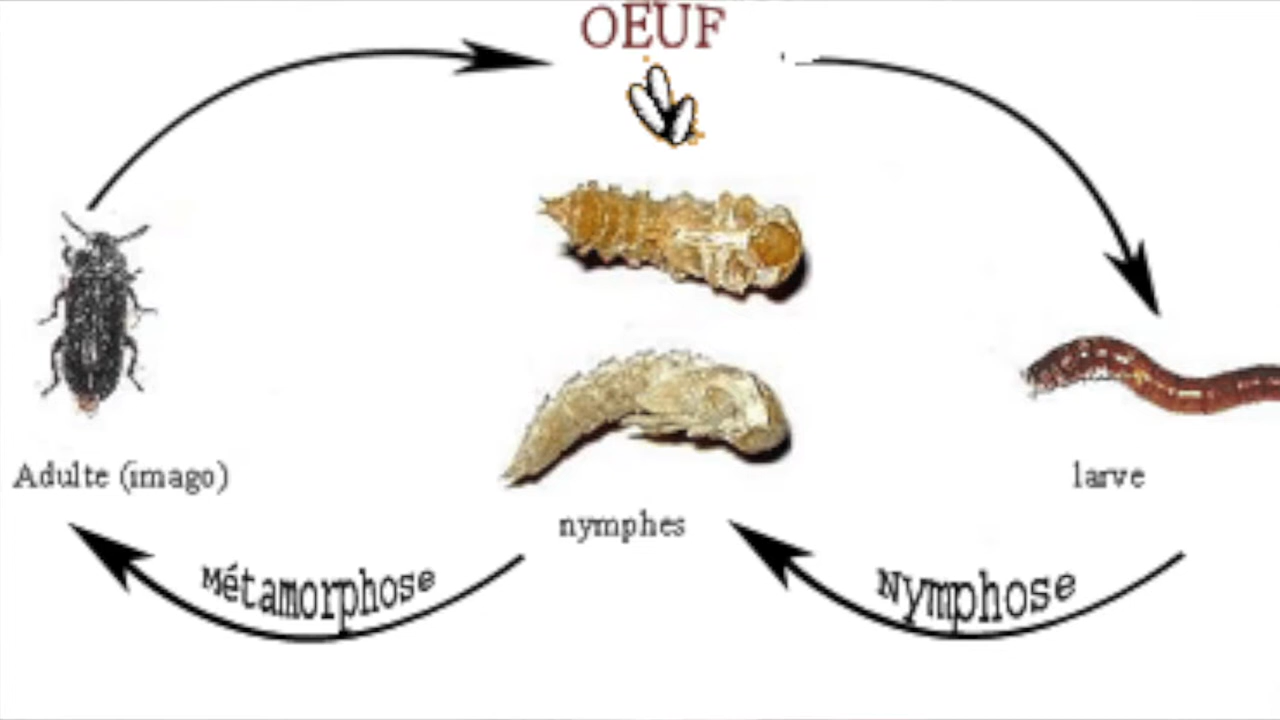 OEUF
Adulte (imago)
larve
nymphes
Métamorphose
Nymphose